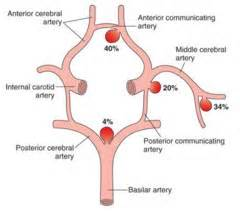 Anterior cerebral
artery
Anterior communicating
artery
40%
Middle cerebral
artery
Internal carotid
artery
20%
34%
4%
Posterior cerebral
artery
Posterior communicating
artery
Basilar artery